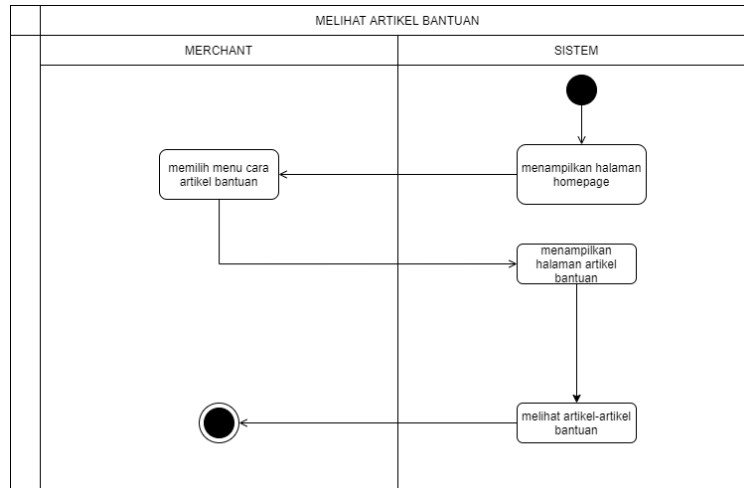 MELIHAT ARTIKEL BANTUAN
MERCHANT
SISTEM
menampilkan halaman
homepage
memilih menu cara
artikel bantuan
menampilkan
halaman artikel
bantuan
melihat artikel-artikel
bantuan